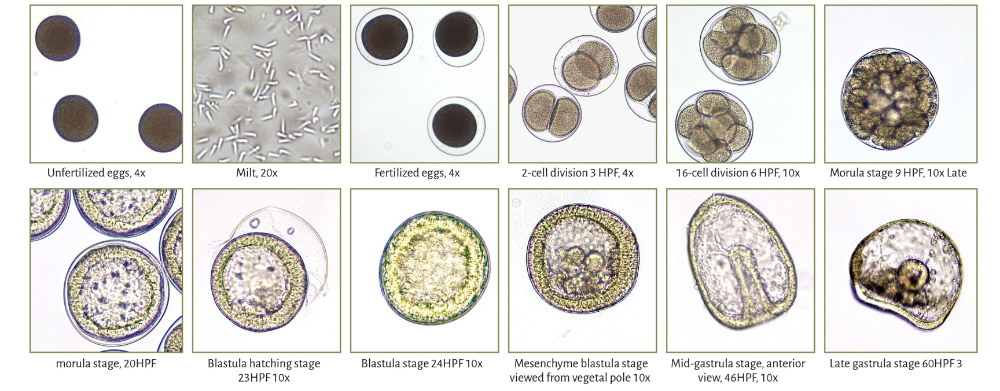 Unfertilized eggs, 4x
Milt, 20x
Fertilized eggs, 4x
2-cell division 3 HPF, 4x
16-cell division 6 HPF, 10x
Morula stage 9 HPF, 10x Late
morula stage, 20HPF
Blastula hatching stage
23HPF 10x
Blastula stage 24HPF 10x
Mesenchyme blastula stage
viewed from vegetal pole 10x
Mid-gastrula stage, anterior
view, 46HPF, 10x
Late gastrula stage 60HPF 3